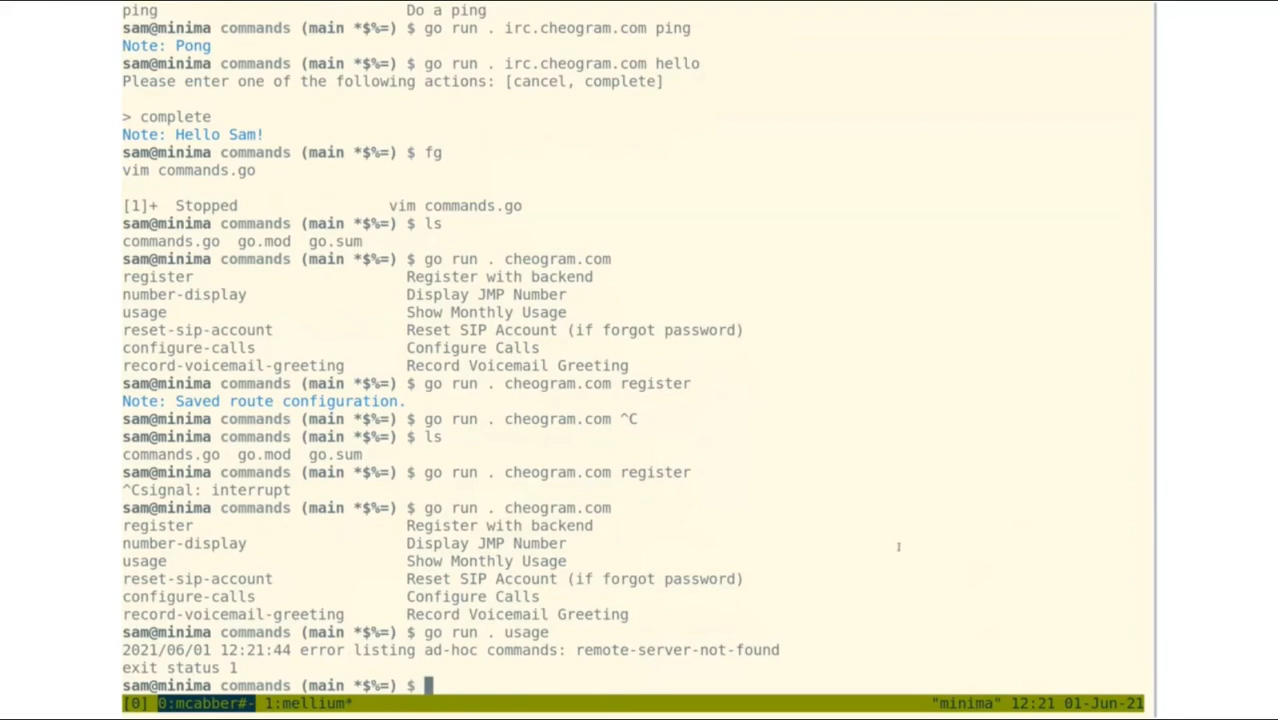 ping                            Do a ping
sam@minima commands (main *$%=) $ go run . irc.cheogram.com ping
Note: Pong
sam@minima commands (main *$%=) $ go run . irc.cheogram.com hello
Please enter one of the following actions: [cancel, complete]
> complete
Note: Hello Sam!
sam@minima commands (main *$%=) $ fg
vim commands.go
[1]+  Stopped                 vim commands.go
sam@minima commands (main *$%=) $ ls
commands.go  go.mod  go.sum
sam@minima commands (main *$%=) $ go run . cheogram.com
register                        Register with backend
number-display                  Display JMP Number
usage                           Show Monthly Usage
reset-sip-account               Reset SIP Account (if forgot password)
configure-calls                 Configure Calls
record-voicemail-greeting       Record Voicemail Greeting
sam@minima commands (main *$%=) $ go run . cheogram.com register
Note: Saved route configuration.
sam@minima commands (main *$%=) $ go run . cheogram.com ^C
sam@minima commands (main *$%=) $ ls
commands.go  go.mod  go.sum
sam@minima commands (main *$%=) $ go run . cheogram.com register
^Csignal: interrupt
sam@minima commands (main *$%=) $ go run . cheogram.com
register                        Register with backend
number-display                  Display JMP Number
usage                           Show Monthly Usage
reset-sip-account               Reset SIP Account (if forgot password)
configure-calls                 Configure Calls
record-voicemail-greeting       Record Voicemail Greeting
sam@minima commands (main *$%=) $ go run . usage
2021/06/01 12:21:44 error listing ad-hoc commands: remote-server-not-found
exit status 1
sam@minima commands (main *$%=) $
[0] 0:mcabber#- 1:mellium* "minima" 12:21 01-Jun-21